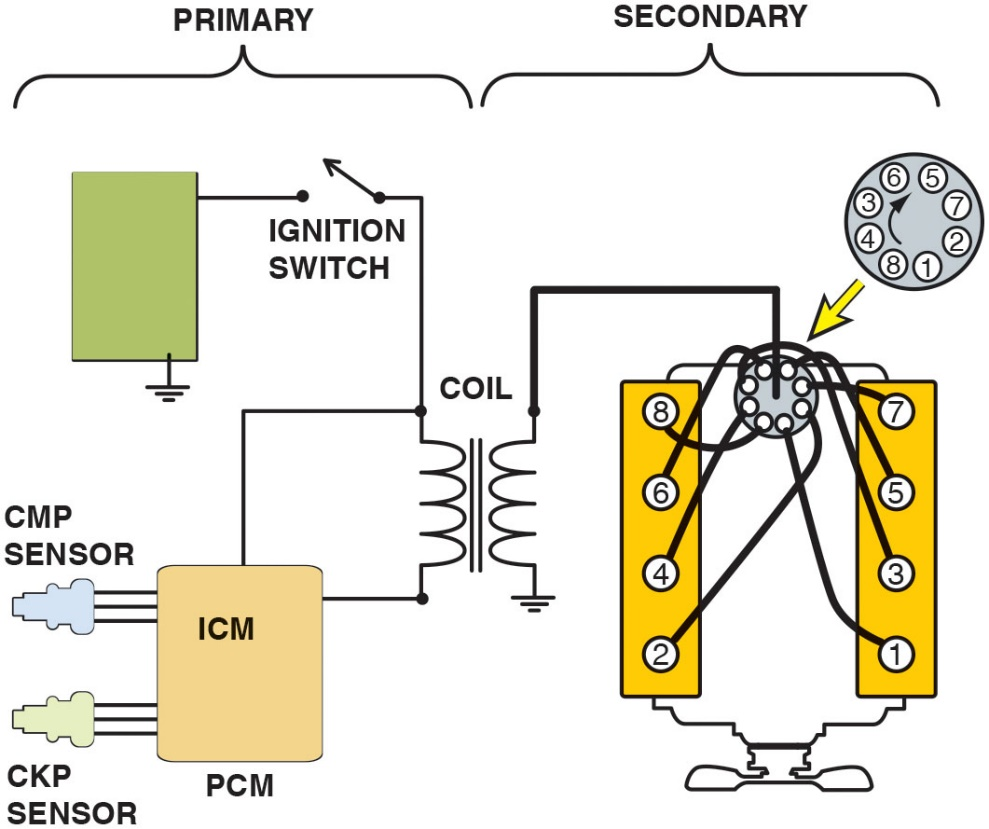 PRIMARY
SECONDARY
IGNITION
SWITCH
6 5
3 7
4 2
8 1
COIL
8 7
6 5
4 3
2 1
CMP
SENSOR
ICM
CKP
SENSOR
PCM